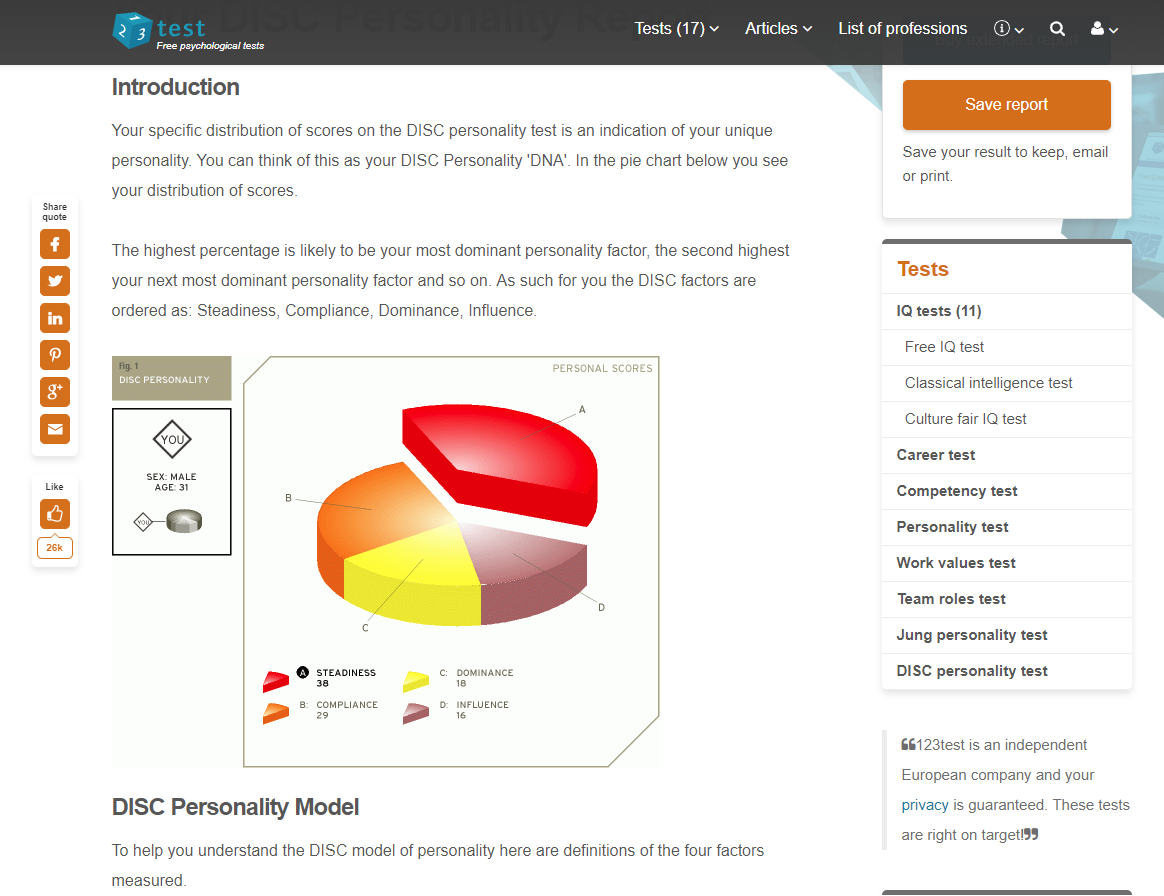 DISC Personality Re
23 test
Free psychological tests
Tests (17)
Articles
List of professions
Introduction
Your specific distribution of scores on the DISC personality test is an indication of your unique
personality. You can think of this as your DISC Personality 'DNA'. In the pie chart below you see
your distribution of scores.
The highest percentage is likely to be your most dominant personality factor, the second highest
your next most dominant personality factor and so on. As such for you the DISC factors are
ordered as: Steadiness, Compliance, Dominance, Influence.
Share
quote
f
in
g+
Like
26k
Fig. 1
DISC PERSONALITY
YOU
SEX: MALE
AGE: 31
YOU
PERSONAL SCORES
A
B
C
D
A STEADINESS
38
B: COMPLIANCE
29
C: DOMINANCE
18
D: INFLUENCE
16
DISC Personality Model
To help you understand the DISC model of personality here are definitions of the four factors
measured.
Save report
Save your result to keep, email
or print.
Tests
IQ tests (11)
Free IQ test
Classical intelligence test
Culture fair IQ test
Career test
Competency test
Personality test
Work values test
Team roles test
Jung personality test
DISC personality test
❝123test is an independent
European company and your
privacy is guaranteed. These tests
are right on target!❞